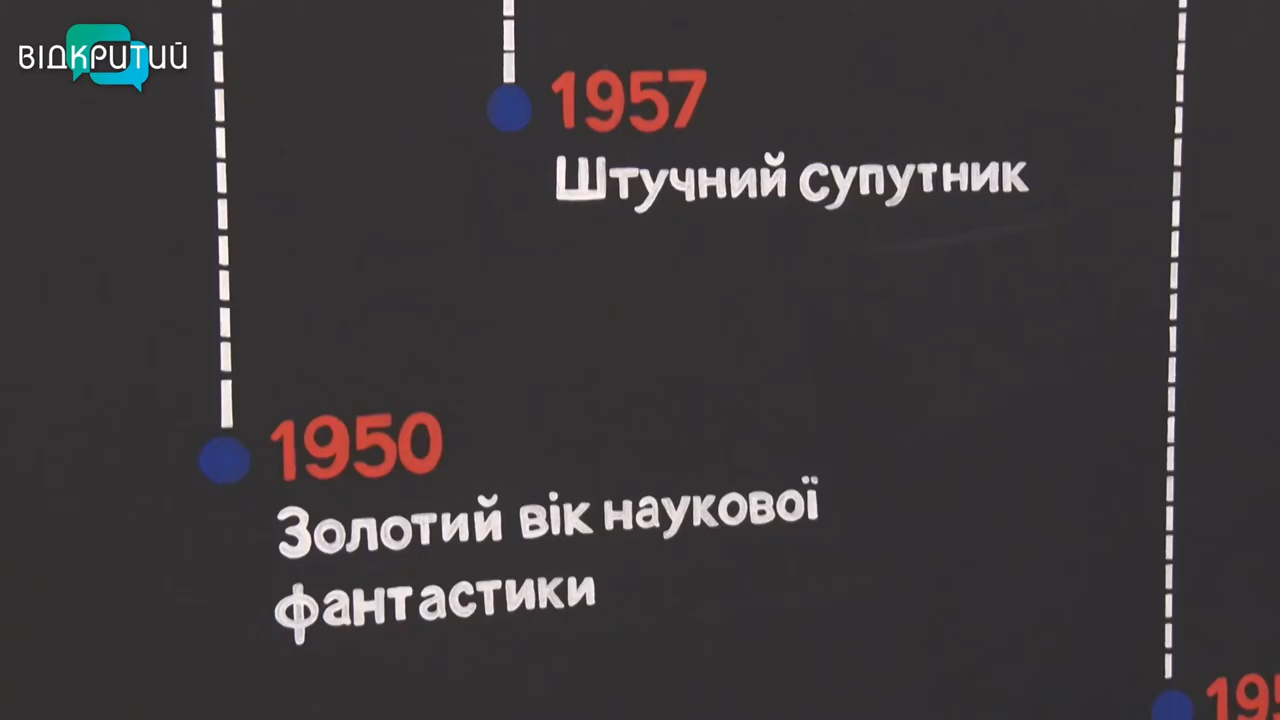 ВІДКРИТИЙ
1957
Штучний супутник
1950
Золотий вік наукової
фантастики